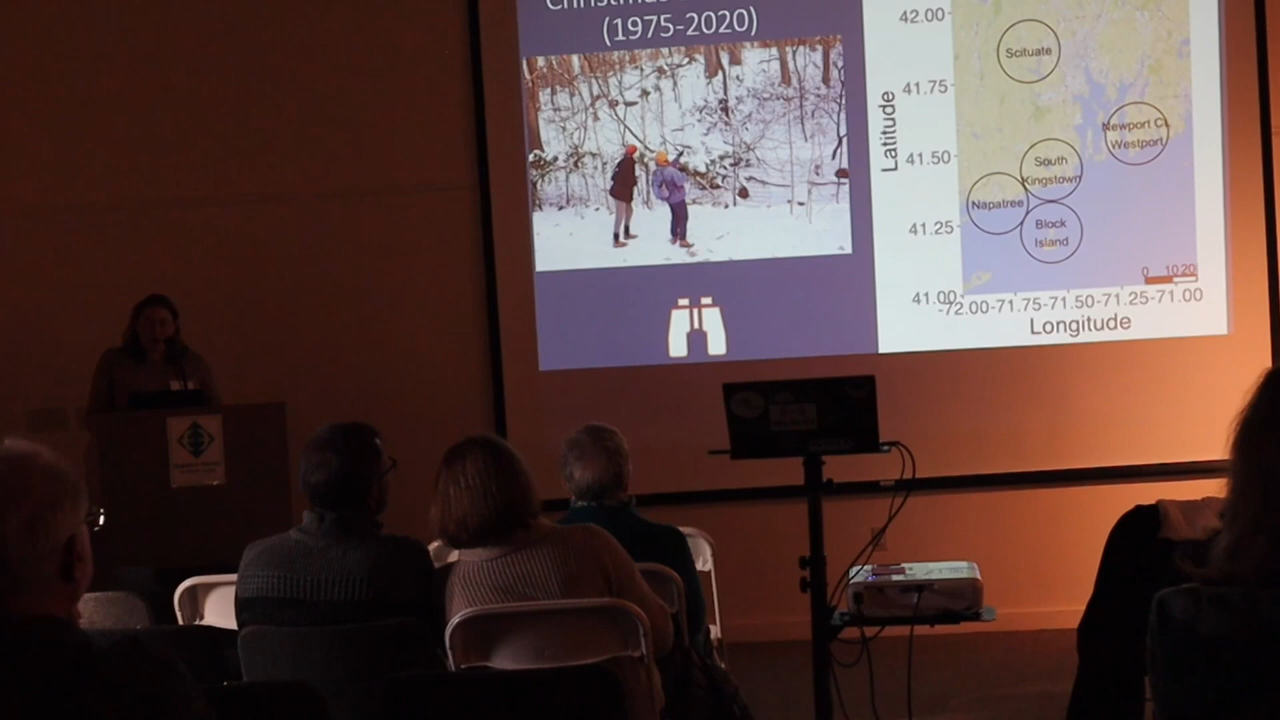 Christmas
(1975-2020)
Latitude
42.00
41.75
41.50
41.25
41.00
Scituate
Newport Co.
Westport
South
Kingstown
Napatree
Block
Island
0 10 20
-72.00 -71.75 -71.50 -71.25 -71.00
Longitude